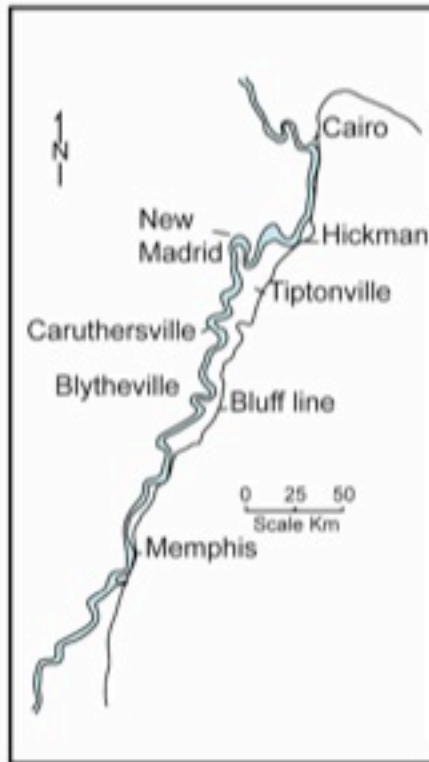 Cairo
N
New
Madrid
Hickman
Tiptonville
Caruthersville
Blytheville
Bluff line
0 25 50
Scale Km
Memphis